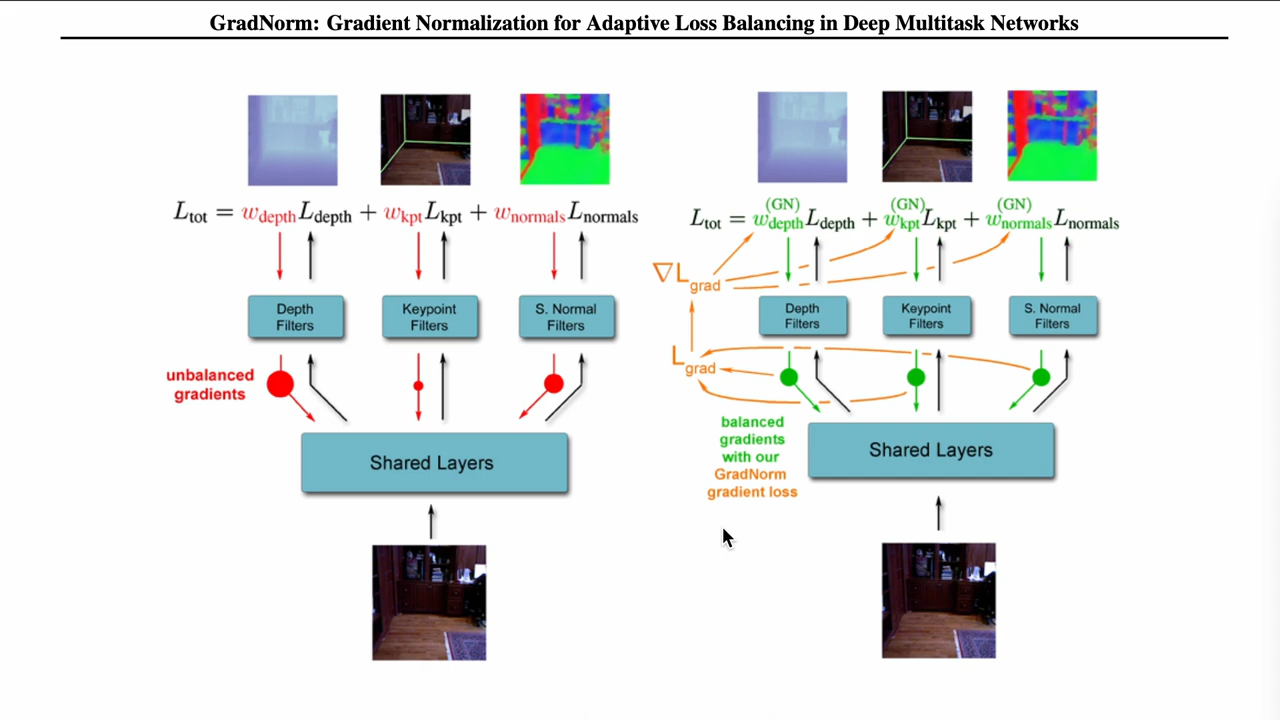 GradNorm: Gradient Normalization for Adaptive Loss Balancing in Deep Multitask Networks
L_tot = w_depth L_depth + w_kpt L_kpt + w_normals L_normals
Depth
Filters
Keypoint
Filters
S. Normal
Filters
unbalanced
gradients
Shared Layers
L_tot = w_depth^(GN) L_depth + w_kpt^(GN) L_kpt + w_normals^(GN) L_normals
∇L_grad
Depth
Filters
Keypoint
Filters
S. Normal
Filters
L_grad
balanced
gradients
with our
GradNorm
gradient loss
Shared Layers